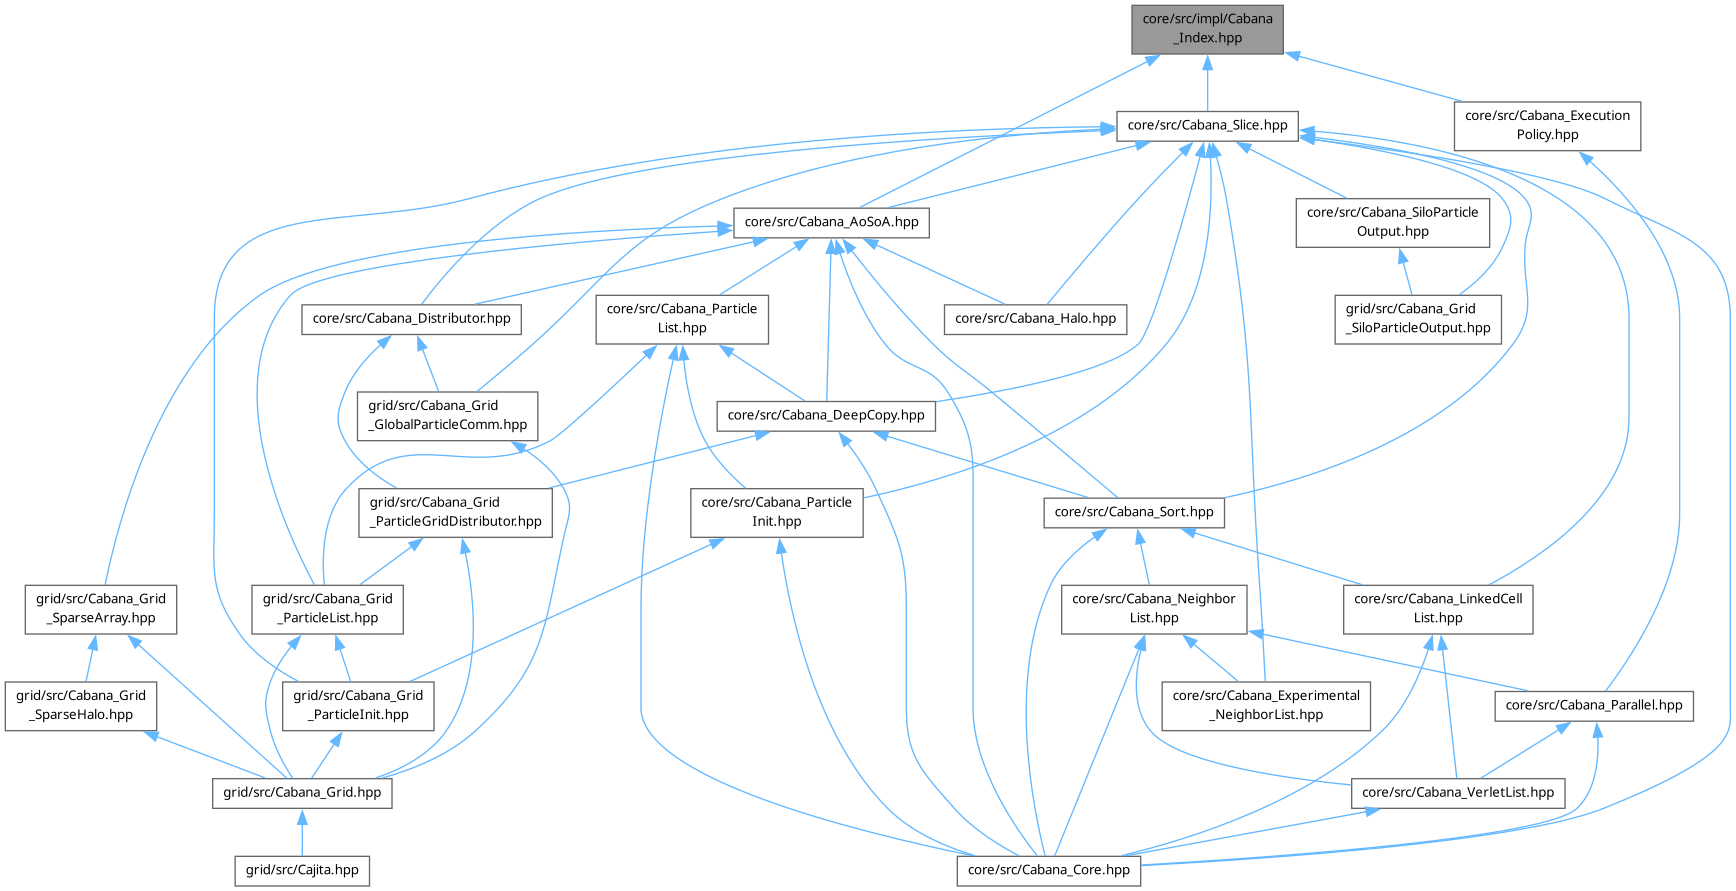 core/src/impl/Cabana
_Index.hpp
core/src/Cabana_Slice.hpp
core/src/Cabana_Execution
Policy.hpp
core/src/Cabana_AoSoA.hpp
core/src/Cabana_SiloParticle
Output.hpp
core/src/Cabana_Distributor.hpp
core/src/Cabana_Particle
List.hpp
core/src/Cabana_Halo.hpp
grid/src/Cabana_Grid
_SiloParticleOutput.hpp
grid/src/Cabana_Grid
_GlobalParticleComm.hpp
core/src/Cabana_DeepCopy.hpp
grid/src/Cabana_Grid
_ParticleGridDistributor.hpp
core/src/Cabana_Particle
Init.hpp
core/src/Cabana_Sort.hpp
grid/src/Cabana_Grid
_SparseArray.hpp
grid/src/Cabana_Grid
_ParticleList.hpp
core/src/Cabana_Neighbor
List.hpp
core/src/Cabana_LinkedCell
List.hpp
grid/src/Cabana_Grid
_SparseHalo.hpp
grid/src/Cabana_Grid
_ParticleInit.hpp
core/src/Cabana_Experimental
_NeighborList.hpp
core/src/Cabana_Parallel.hpp
grid/src/Cabana_Grid.hpp
core/src/Cabana_VerletList.hpp
grid/src/Cajita.hpp
core/src/Cabana_Core.hpp